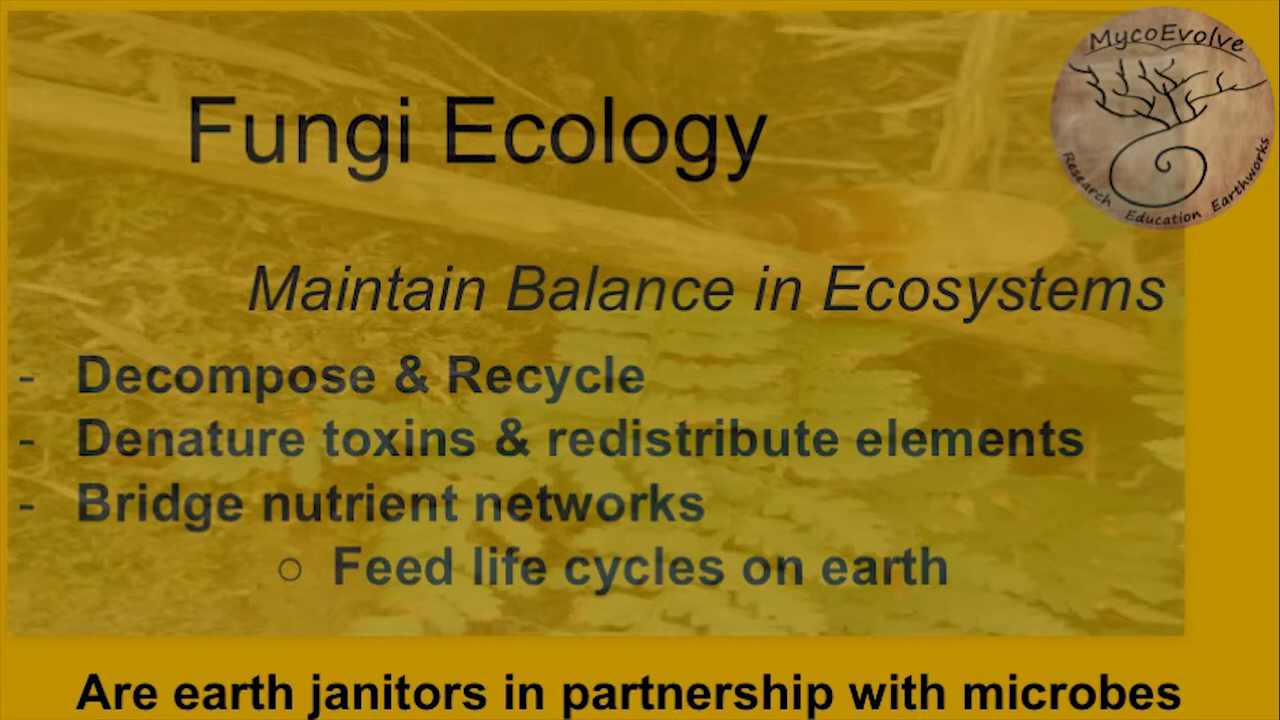 MycoEvolve
Fungi Ecology
Research Education Earthworks
Maintain Balance in Ecosystems
- Decompose & Recycle
- Denature toxins & redistribute elements
- Bridge nutrient networks
○ Feed life cycles on earth
Are earth janitors in partnership with microbes